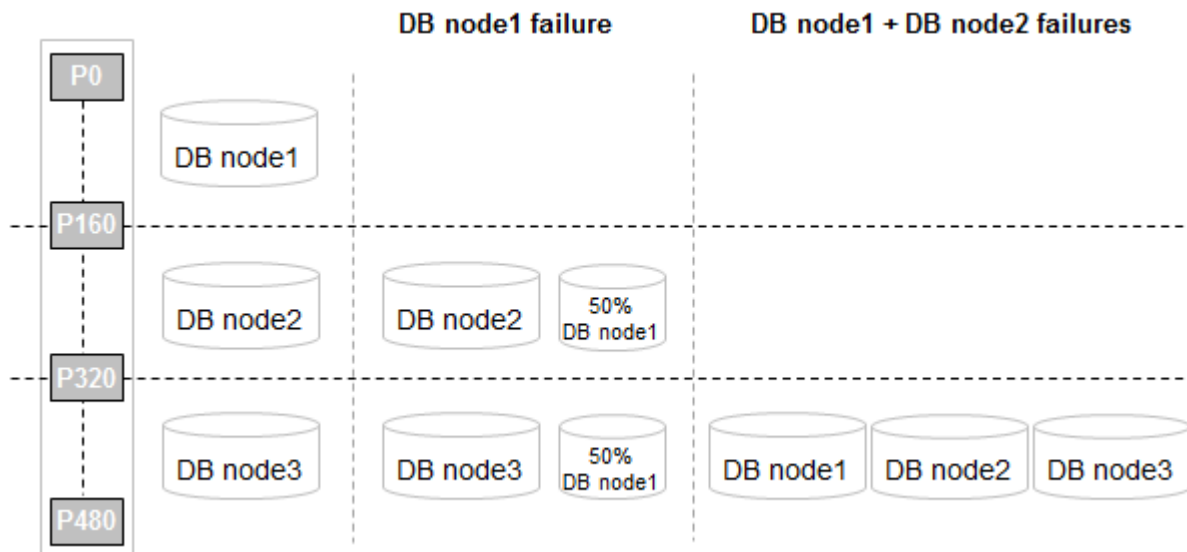 DB node1 failure
DB node1 + DB node2 failures
P0
DB node1
P160
DB node2
DB node2
50%
DB node1
P320
DB node3
DB node3
50%
DB node1
DB node1
DB node2
DB node3
P480